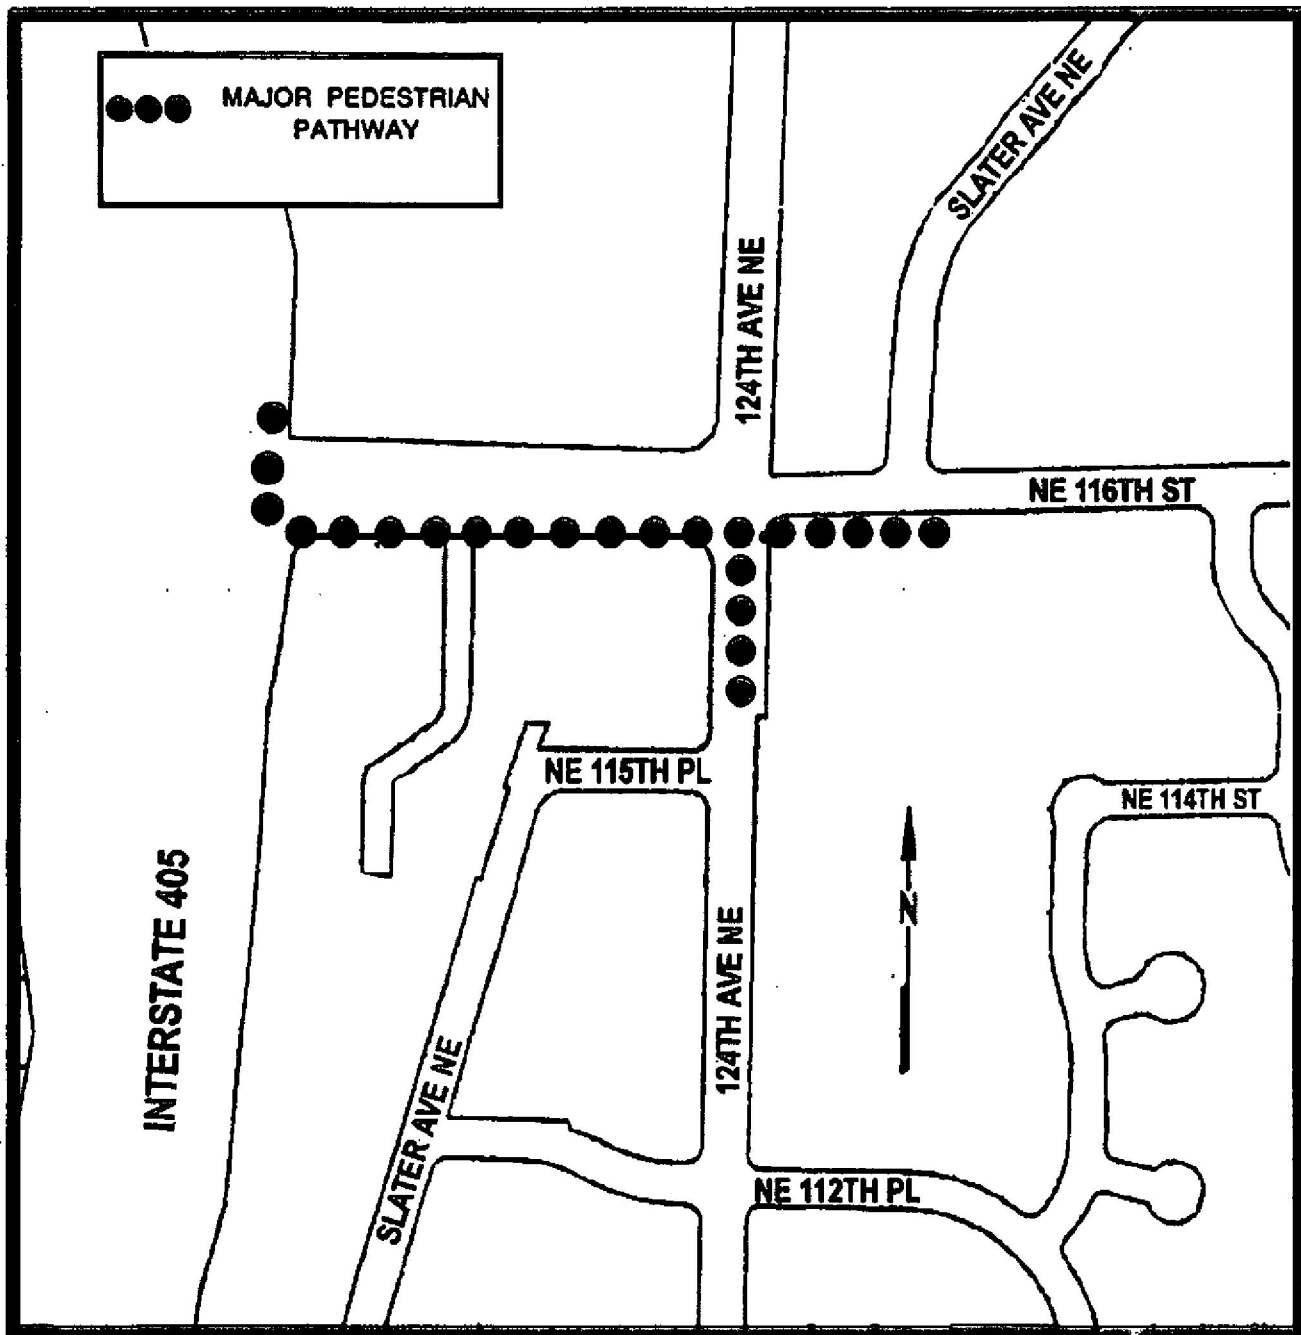 MAJOR PEDESTRIAN
PATHWAY
SLATER AVE NE
124TH AVE NE
NE 116TH ST
NE 115TH PL
NE 114TH ST
INTERSTATE 405
N
124TH AVE NE
SLATER AVE NE
NE 112TH PL